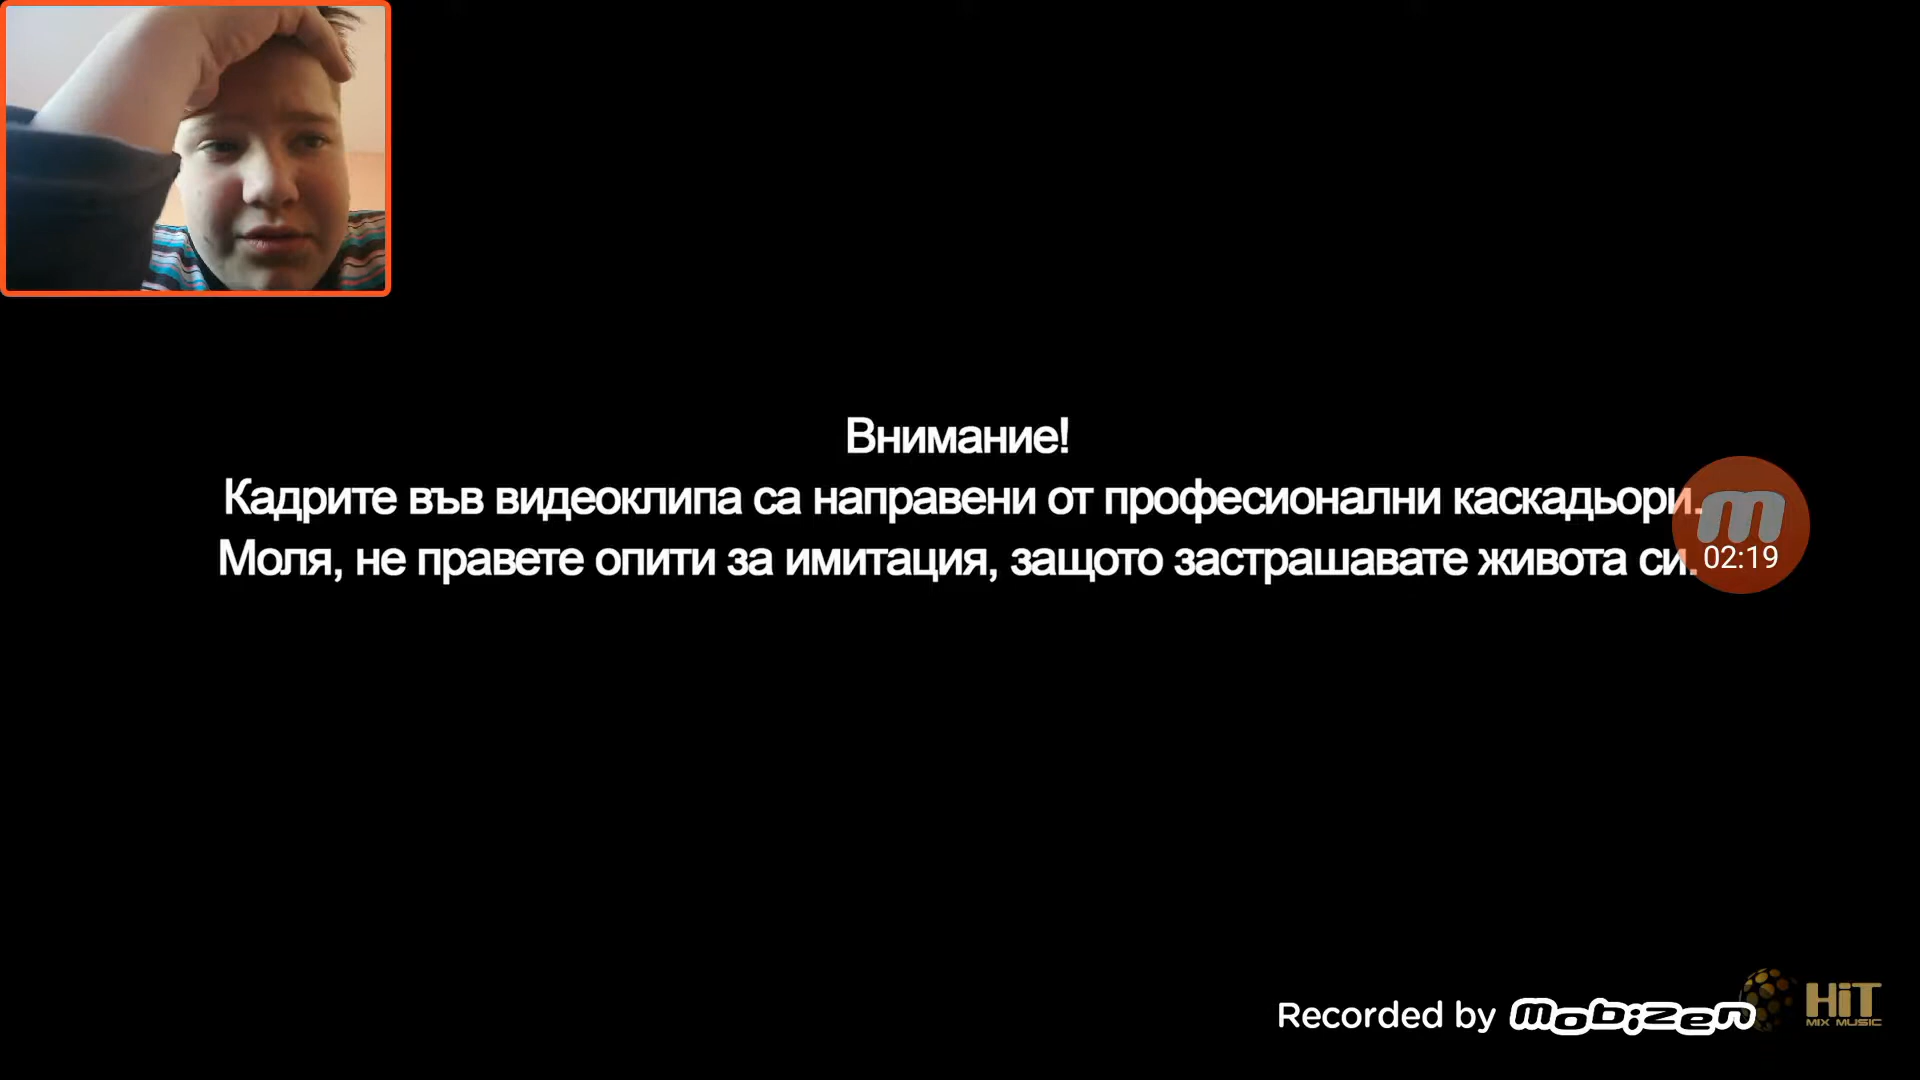 Внимание!
Кадрите във видеоклипа са направени от професионални каскадьори.
Моля, не правете опити за имитация, защото застрашавате живота си.
m
02:19
Recorded by mobizen
HiT
MIX MUSIC